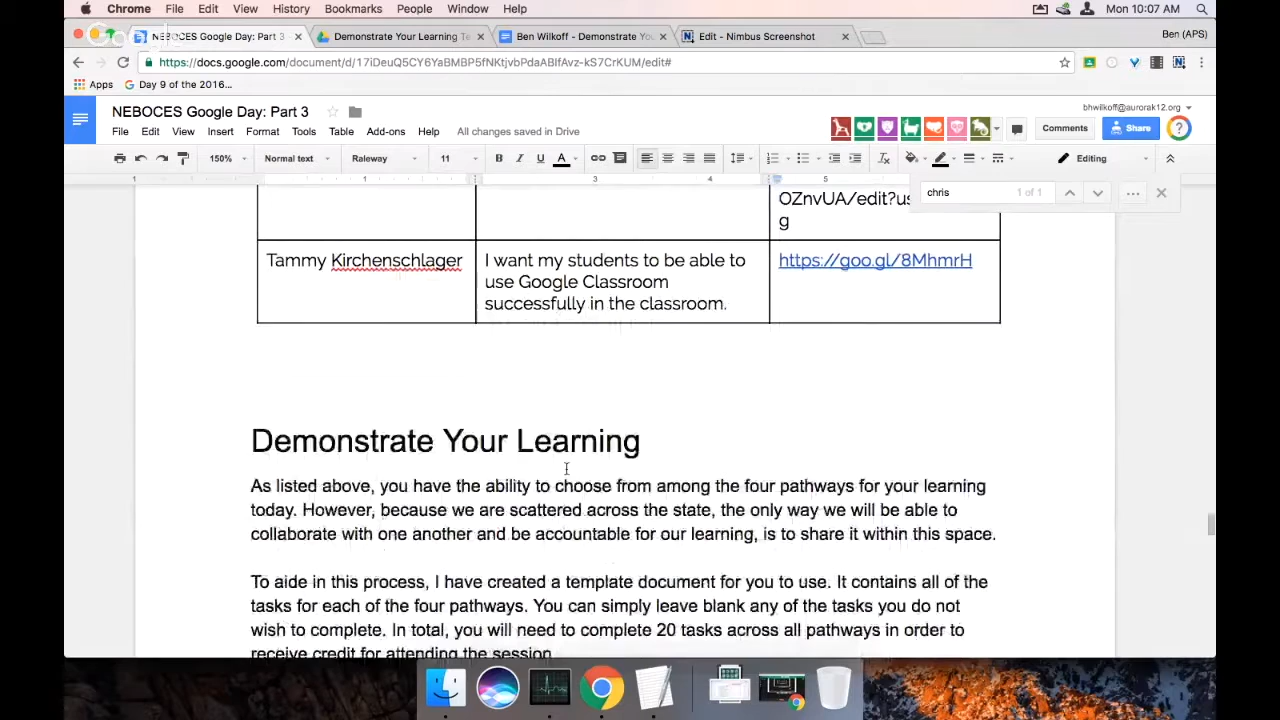 Chrome File Edit View History Bookmarks People Window Help Mon 10:07 AM
NEBOCES Google Day: Part 3 Demonstrate Your Learning Te Ben Wilkoff - Demonstrate Y Edit - Nimbus Screenshot Ben (APS)
https://docs.google.com/document/d/17iDeuQ5CY6YaBMBP5fNKtjvbPdaABlfAvz-kS7CrKUM/edit#
Apps Day 9 of the 2016...
NEBOCES Google Day: Part 3 bhwilkoff@aurorak12.org
File Edit View Insert Format Tools Table Add-ons Help All changes saved in Drive Comments Share
150% Normal text Raleway 11 B I U A Editing
1 1 3 4 5
chris 1 of 1
OZnvUA/edit?us
g
Tammy Kirchenschlager
I want my students to be able to
use Google Classroom
successfully in the classroom.
https://goo.gl/8MhmrH
Demonstrate Your Learning
As listed above, you have the ability to choose from among the four pathways for your learning
today. However, because we are scattered across the state, the only way we will be able to
collaborate with one another and be accountable for our learning, is to share it within this space.
To aide in this process, I have created a template document for you to use. It contains all of the
tasks for each of the four pathways. You can simply leave blank any of the tasks you do not
wish to complete. In total, you will need to complete 20 tasks across all pathways in order to
receive credit for attending the session.